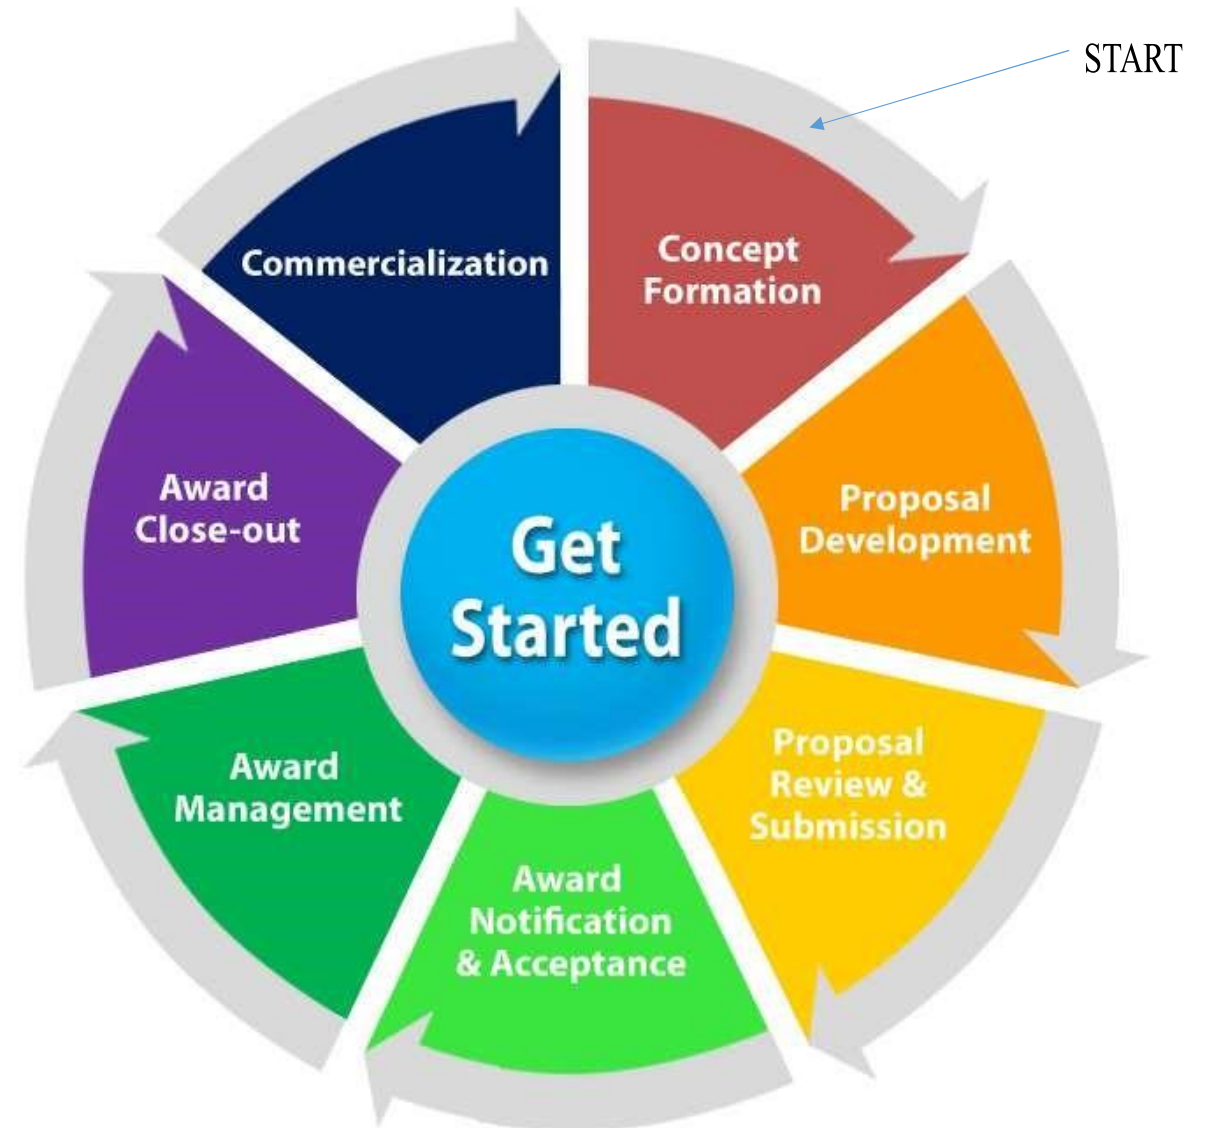 START
Concept
Formation
Proposal
Development
Proposal
Review &
Submission
Award
Notification
& Acceptance
Award
Management
Award
Close-out
Commercialization
Get
Started